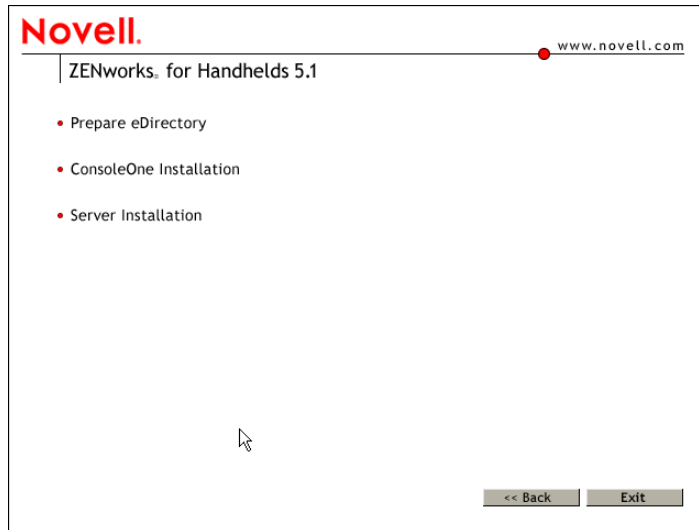 Novell.
www.novell.com
ZENworks® for Handhelds 5.1
Prepare eDirectory
ConsoleOne Installation
Server Installation
<< Back
Exit